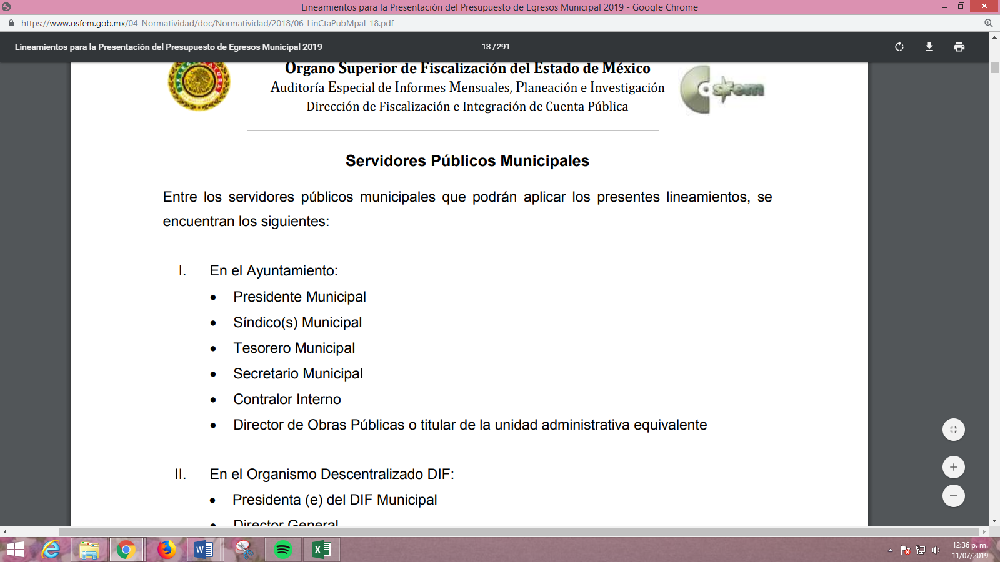 Lineamientos para la Presentación del Presupuesto de Egresos Municipal 2019 - Google Chrome
https://www.osfem.gob.mx/04_Normatividad/doc/Normatividad/2018/06_LinCtaPubMpal_18.pdf
Lineamientos para la Presentación del Presupuesto de Egresos Municipal 2019
13 / 291
Órgano Superior de Fiscalización del Estado de México
Auditoría Especial de Informes Mensuales, Planeación e Investigación
Dirección de Fiscalización e Integración de Cuenta Pública
osfem
Servidores Públicos Municipales
Entre los servidores públicos municipales que podrán aplicar los presentes lineamientos, se
encuentran los siguientes:
I. En el Ayuntamiento:
• Presidente Municipal
• Síndico(s) Municipal
• Tesorero Municipal
• Secretario Municipal
• Contralor Interno
• Director de Obras Públicas o titular de la unidad administrativa equivalente
II. En el Organismo Descentralizado DIF:
• Presidenta (e) del DIF Municipal
• Director General
12:36 p. m.
11/07/2019